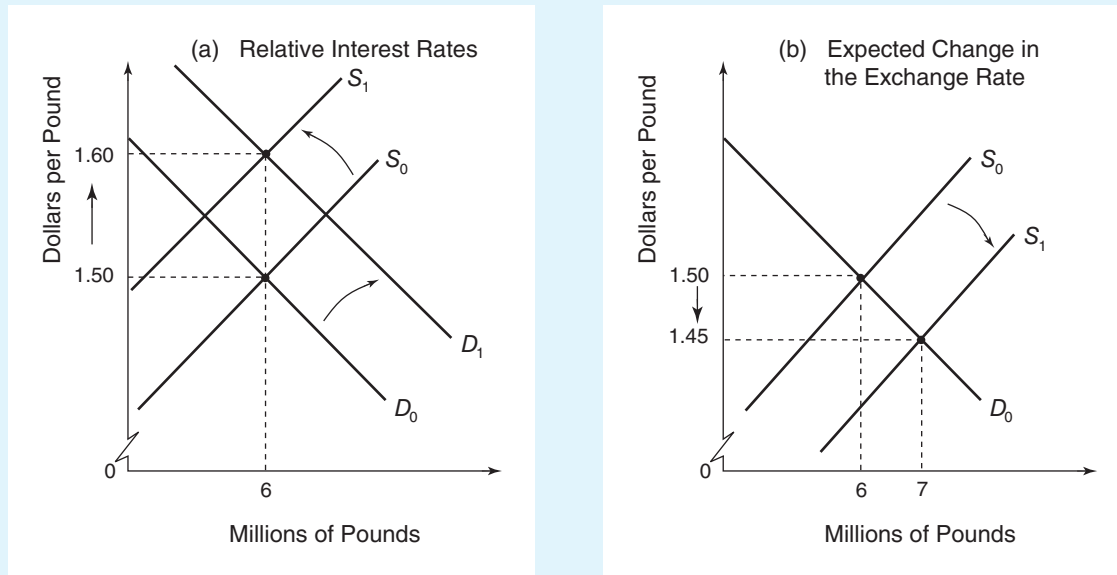 (a) Relative Interest Rates
Dollars per Pound
1.60
1.50
0
6
S1
S0
D1
D0
Millions of Pounds
(b) Expected Change in
the Exchange Rate
Dollars per Pound
1.50
1.45
0
6 7
S0
S1
D0
Millions of Pounds